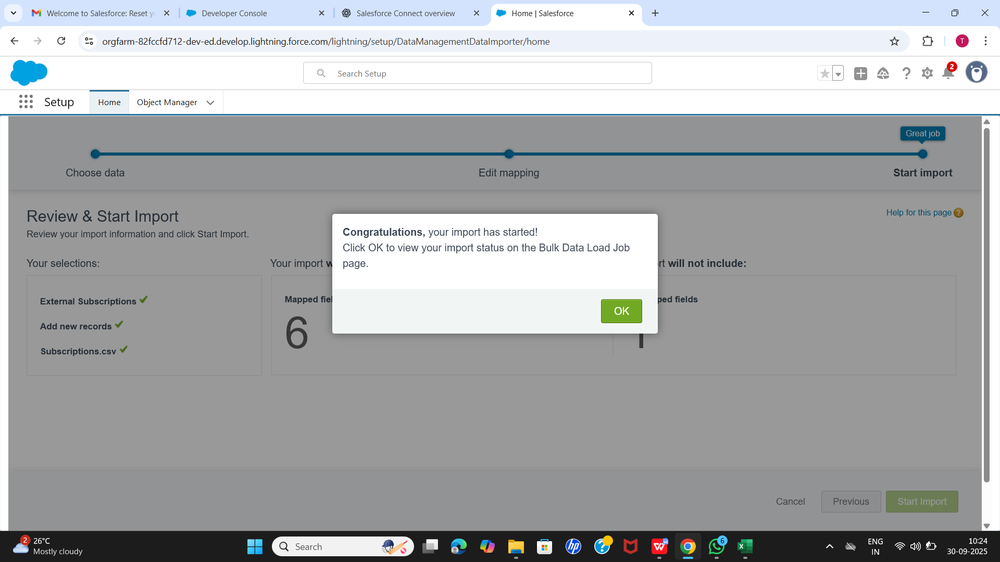 Welcome to Salesforce: Reset yo
Developer Console
Salesforce Connect overview
Home | Salesforce
orgfarm-82fccfd712-dev-ed.develop.lightning.force.com/lightning/setup/DataManagementDataImporter/home
T
Search Setup
2
Setup
Home
Object Manager
Great job
Choose data
Edit mapping
Start import
Review & Start Import
Help for this page
Review your import information and click Start Import.
Congratulations, your import has started!
Click OK to view your import status on the Bulk Data Load Job
page.
OK
Your selections:
Your import w
will not include:
External Subscriptions
Add new records
Subscriptions.csv
Mapped fiel
6
ped fields
Cancel
Previous
Start Import
2
26°C
Mostly cloudy
Search
6
ENG
IN
10:24
30-09-2025